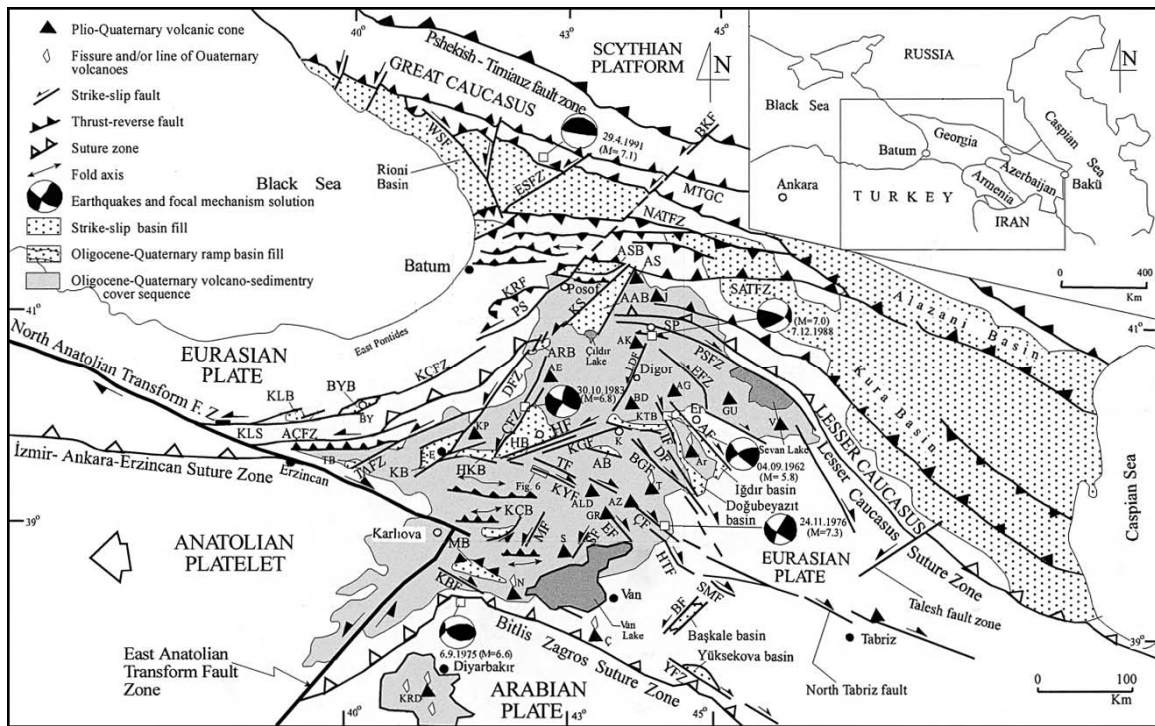 Plio-Quaternary volcanic cone
Fissure and/or line of Quaternary
volcanoes
Strike-slip fault
Thrust-reverse fault
Suture zone
Fold axis
Earthquakes and focal mechanism solution
Strike-slip basin fill
Oligocene-Quaternary ramp basin fill
Oligocene-Quaternary volcano-sedimentry
cover sequence
40°
43°
45°
SCYTHIAN
PLATFORM
N
Pshekish-Tirniauz fault zone
GREAT CAUCASUS
WSF
Rioni
Basin
ESFZ
29.4.1991
(M=7.1)
BKF
MTGC
NATFZ
Black Sea
RUSSIA
N
Black Sea
Caspian Sea
Georgia
Batum
Azerbaijan
Armenia
Bakü
Ankara
TURKEY
IRAN
0
400
Km
Batum
ASB
AS
KRF
Posof
PS
KS
AAB
J
SATFZ
Alazani Basin
41°
41°
East Pontides
Çıldır
Lake
SP
(M=7.0)
7.12.1988
North Anatolian Transform F. Z
EURASIAN
PLATE
ARB
AK
Digor
PSFZ
EFZ
Kura Basin
KÇFZ
DFZ
AE
30.10.1983
(M=6.8)
AG
BD
GU
V
KLB
BYB
BY
KLS
AÇFZ
ÇFZ
KP
HF
HB
KTB
K
Er
AF
IF
Sevan Lake
LESSER CAUCASUS
Lesser Caucasus Suture Zone
İzmir-Ankara-Erzincan Suture Zone
Erzincan
TB
TAFZ
KB
E
HKB
KGF
TF
AB
BGF
DF
Ar
04.09.1962
(M= 5.8)
Iğdır basin
Doğubeyazıt
basin
Caspian Sea
Fig. 6
KYF
ALD
AZ
T
GR
39°
KÇB
MF
EF
ÇF
24.11.1976
(M=7.3)
EURASIAN
PLATE
ANATOLIAN
PLATELET
Karlıova
MB
S
HTF
KBF
N
Van
Van
Lake
SMF
BF
Başkale basin
Talesh fault zone
39°
Tabriz
Ç
Yüksekova basin
YFZ
North Tabriz fault
Bitlis Zagros Suture Zone
6.9.1975 (M=6.6)
Diyarbakır
East Anatolian
Transform Fault
Zone
KRD
ARABIAN
PLATE
40°
43°
45°
0
100
km